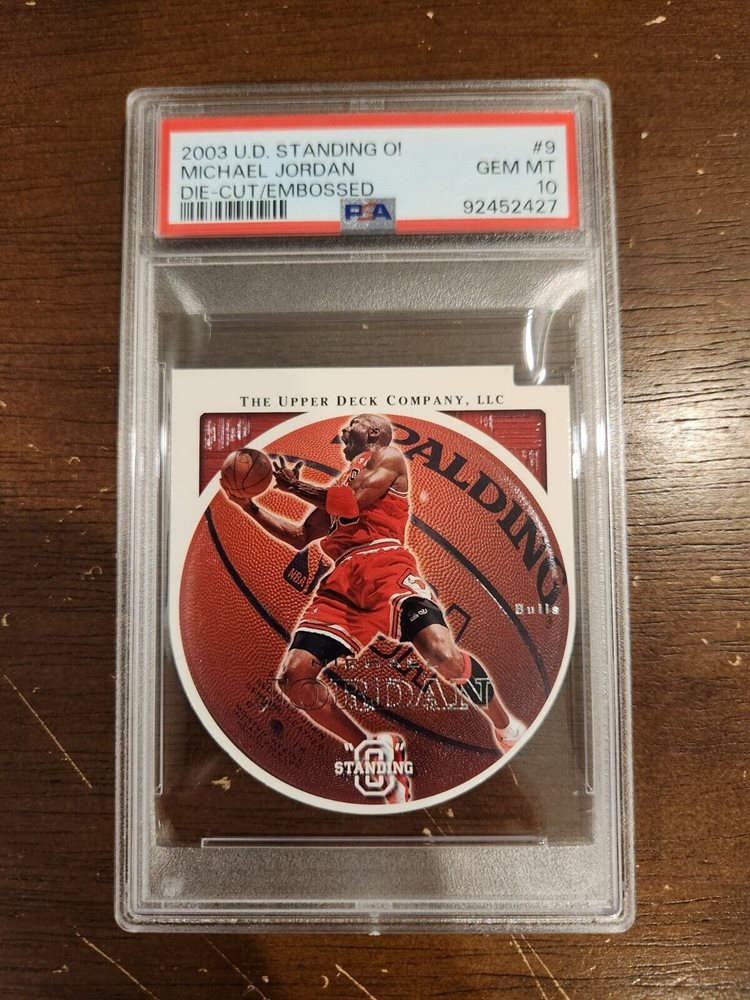 2003 U.D. STANDING O! #9
MICHAEL JORDAN GEM MT
DIE-CUT/EMBOSSED 10
PSA 92452427
THE UPPER DECK COMPANY, LLC
SPALDING
NBA
Bulls
JORDAN
"O"
STANDING